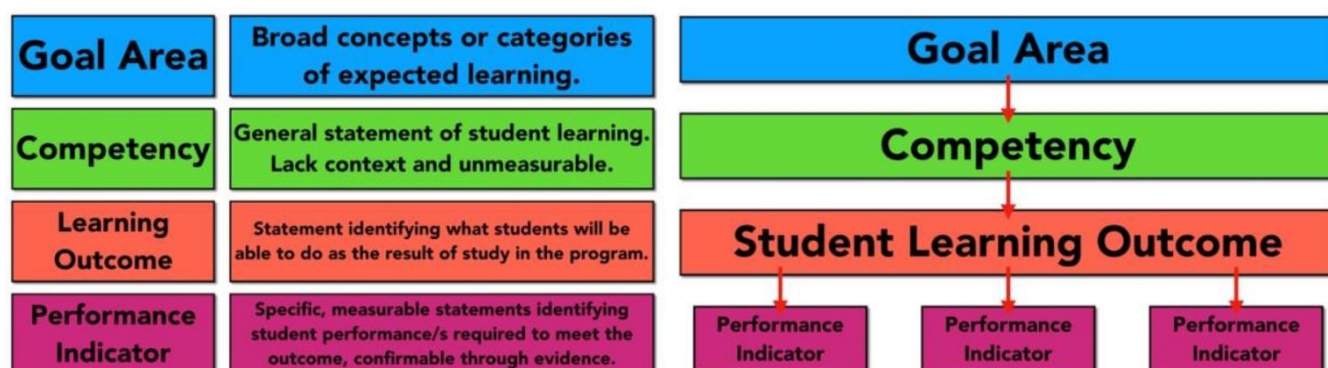 Goal Area
Broad concepts or categories
of expected learning.
Competency
General statement of student learning.
Lack context and unmeasurable.
Learning
Outcome
Statement identifying what students will be
able to do as the result of study in the program.
Performance
Indicator
Specific, measurable statements identifying
student performance/s required to meet the
outcome, confirmable through evidence.
Goal Area
Competency
Student Learning Outcome
Performance
Indicator
Performance
Indicator
Performance
Indicator